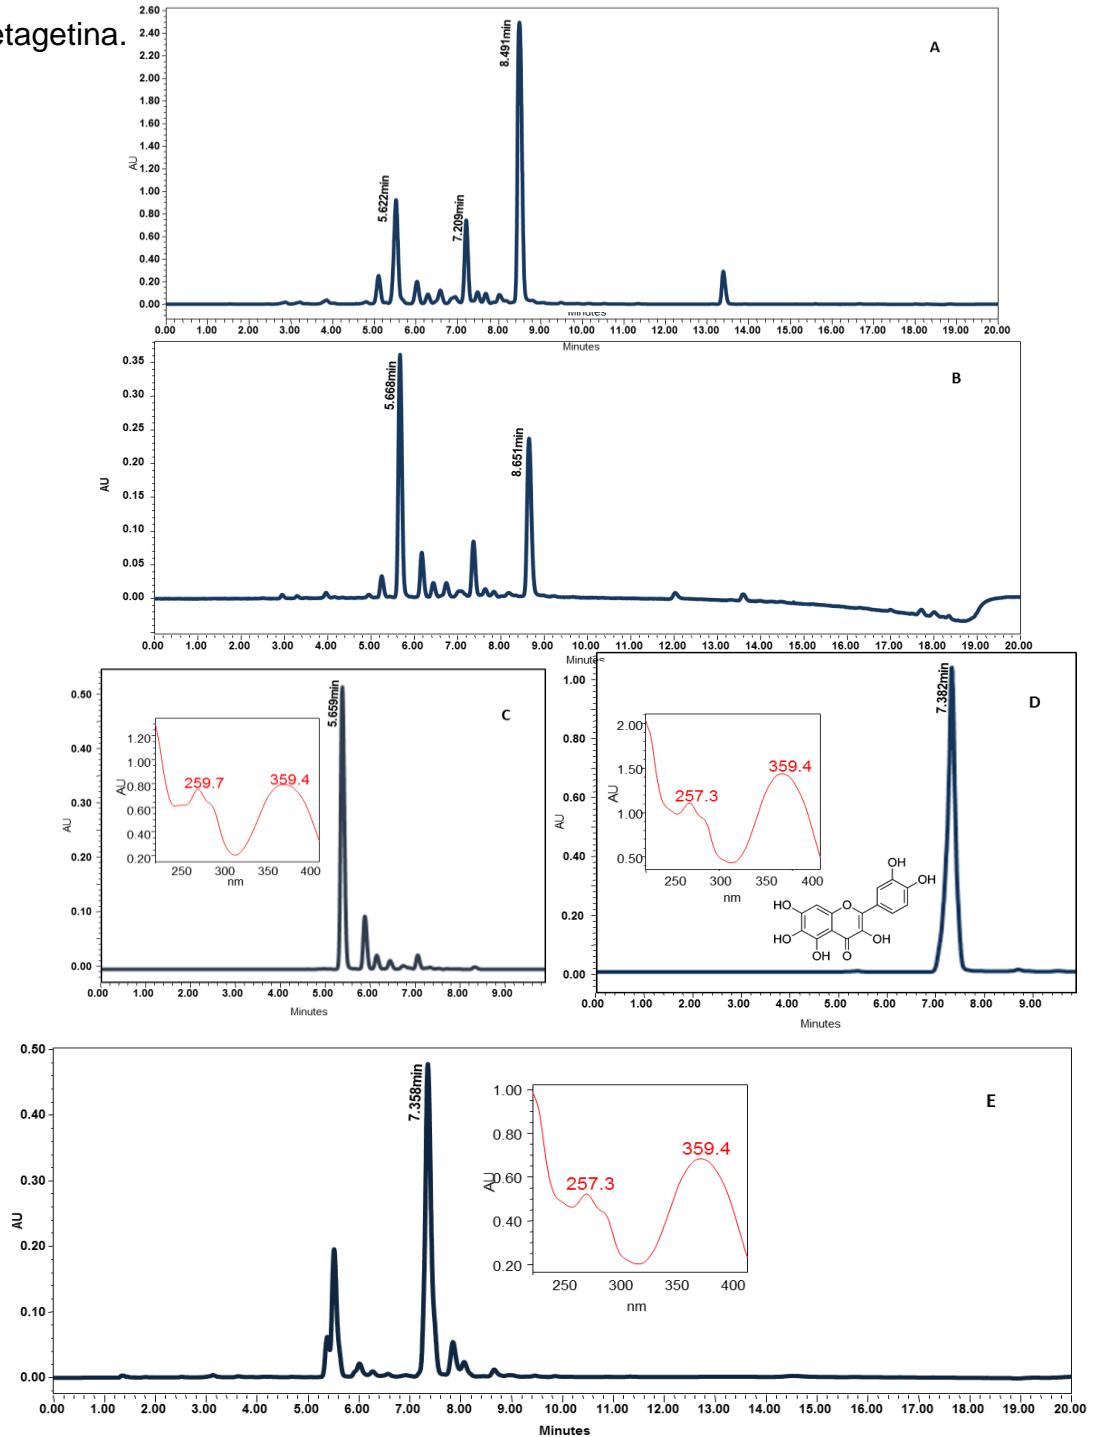 etagetina.
2.60
2.40
2.20
2.00
1.80
1.60
1.40
1.20
1.00
0.80
0.60
0.40
0.20
0.00
AU
5.622min
7.209min
8.491min
A
0.00 1.00 2.00 3.00 4.00 5.00 6.00 7.00 8.00 9.00 10.00 11.00 12.00 13.00 14.00 15.00 16.00 17.00 18.00 19.00 20.00
Minutes
Minutes
0.35
0.30
0.25
0.20
0.15
0.10
0.05
0.00
AU
5.668min
8.651min
B
0.00 1.00 2.00 3.00 4.00 5.00 6.00 7.00 8.00 9.00 10.00 11.00 12.00 13.00 14.00 15.00 16.00 17.00 18.00 19.00 20.00
Minutes
0.50
0.40
0.30
0.20
0.10
0.00
AU
5.659min
C
1.20
1.00
0.80
0.60
0.40
0.20
AU
259.7
359.4
250 300 350 400
nm
0.00 1.00 2.00 3.00 4.00 5.00 6.00 7.00 8.00 9.00
Minutes
1.00
0.80
0.60
0.40
0.20
0.00
AU
7.382min
D
2.00
1.50
1.00
0.50
AU
257.3
359.4
250 300 350 400
nm
OH
OH
HO
O
HO
OH
OH
O
0.00 1.00 2.00 3.00 4.00 5.00 6.00 7.00 8.00 9.00
Minutes
0.50
0.40
0.30
0.20
0.10
0.00
AU
7.358min
E
1.00
0.80
0.60
0.40
0.20
AU
257.3
359.4
250 300 350 400
nm
0.00 1.00 2.00 3.00 4.00 5.00 6.00 7.00 8.00 9.00 10.00 11.00 12.00 13.00 14.00 15.00 16.00 17.00 18.00 19.00 20.00
Minutes